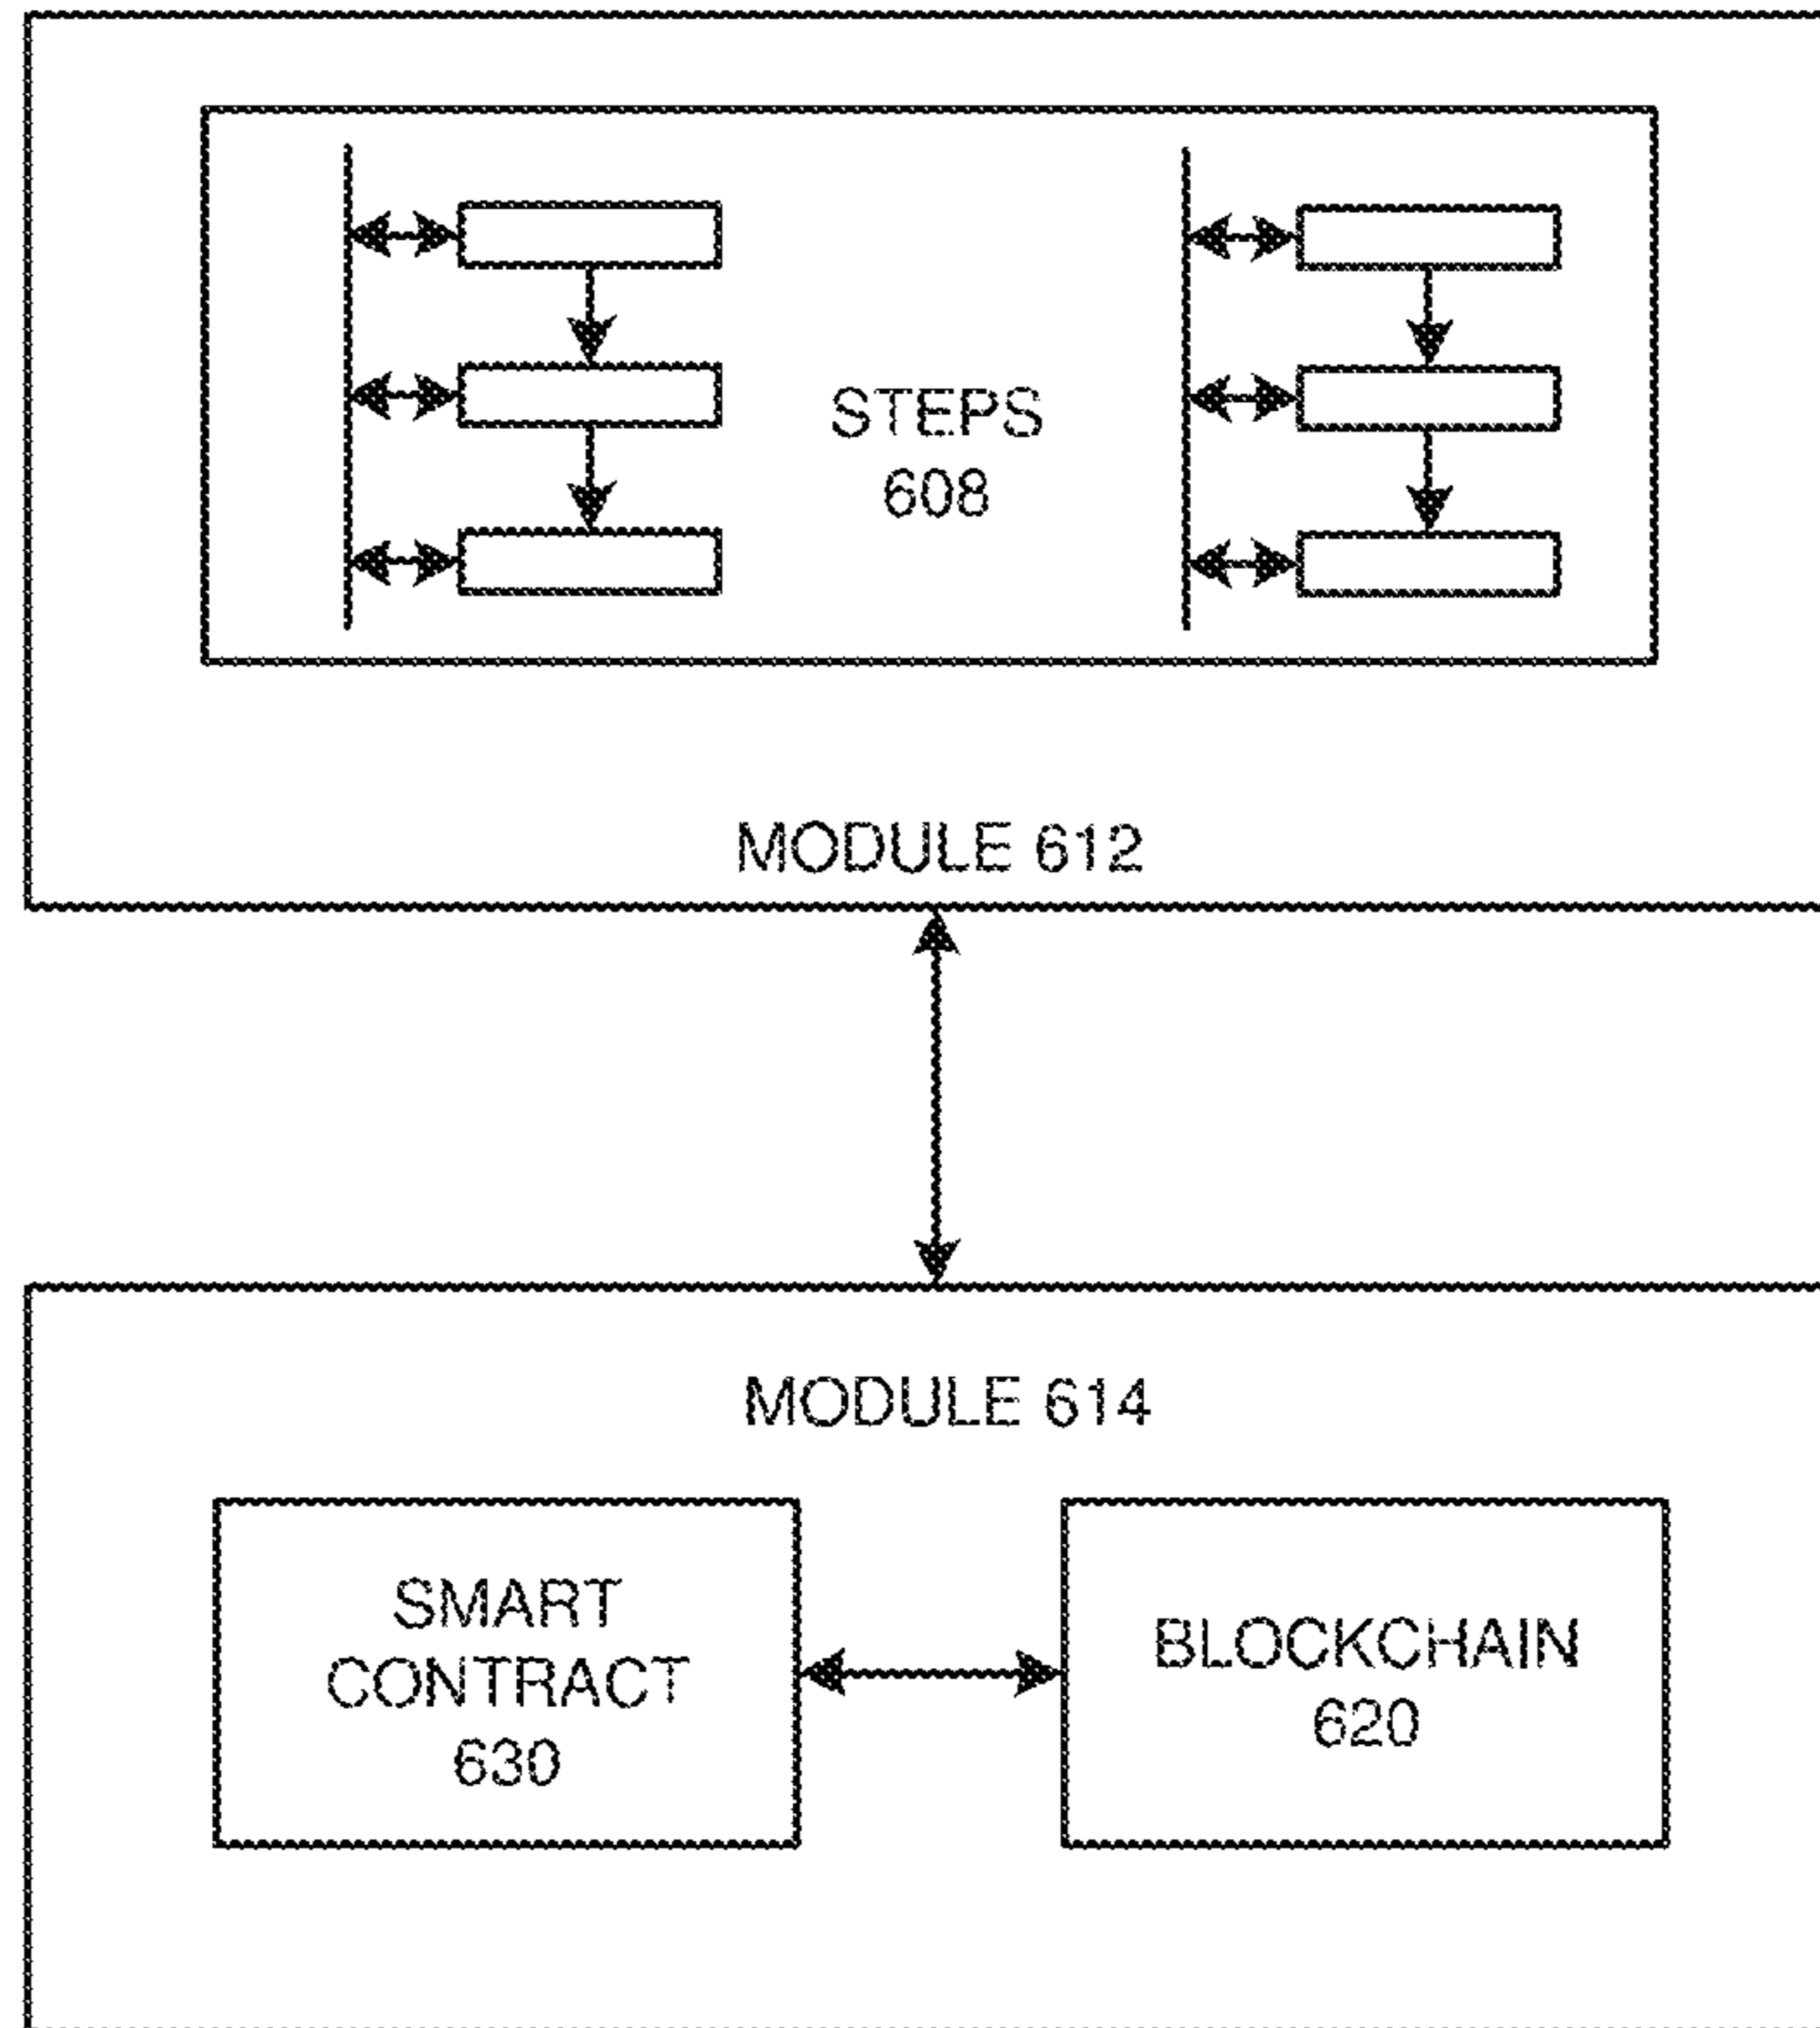 STEPS
608
MODULE 612
MODULE 614
SMART
CONTRACT
630
BLOCKCHAIN
620